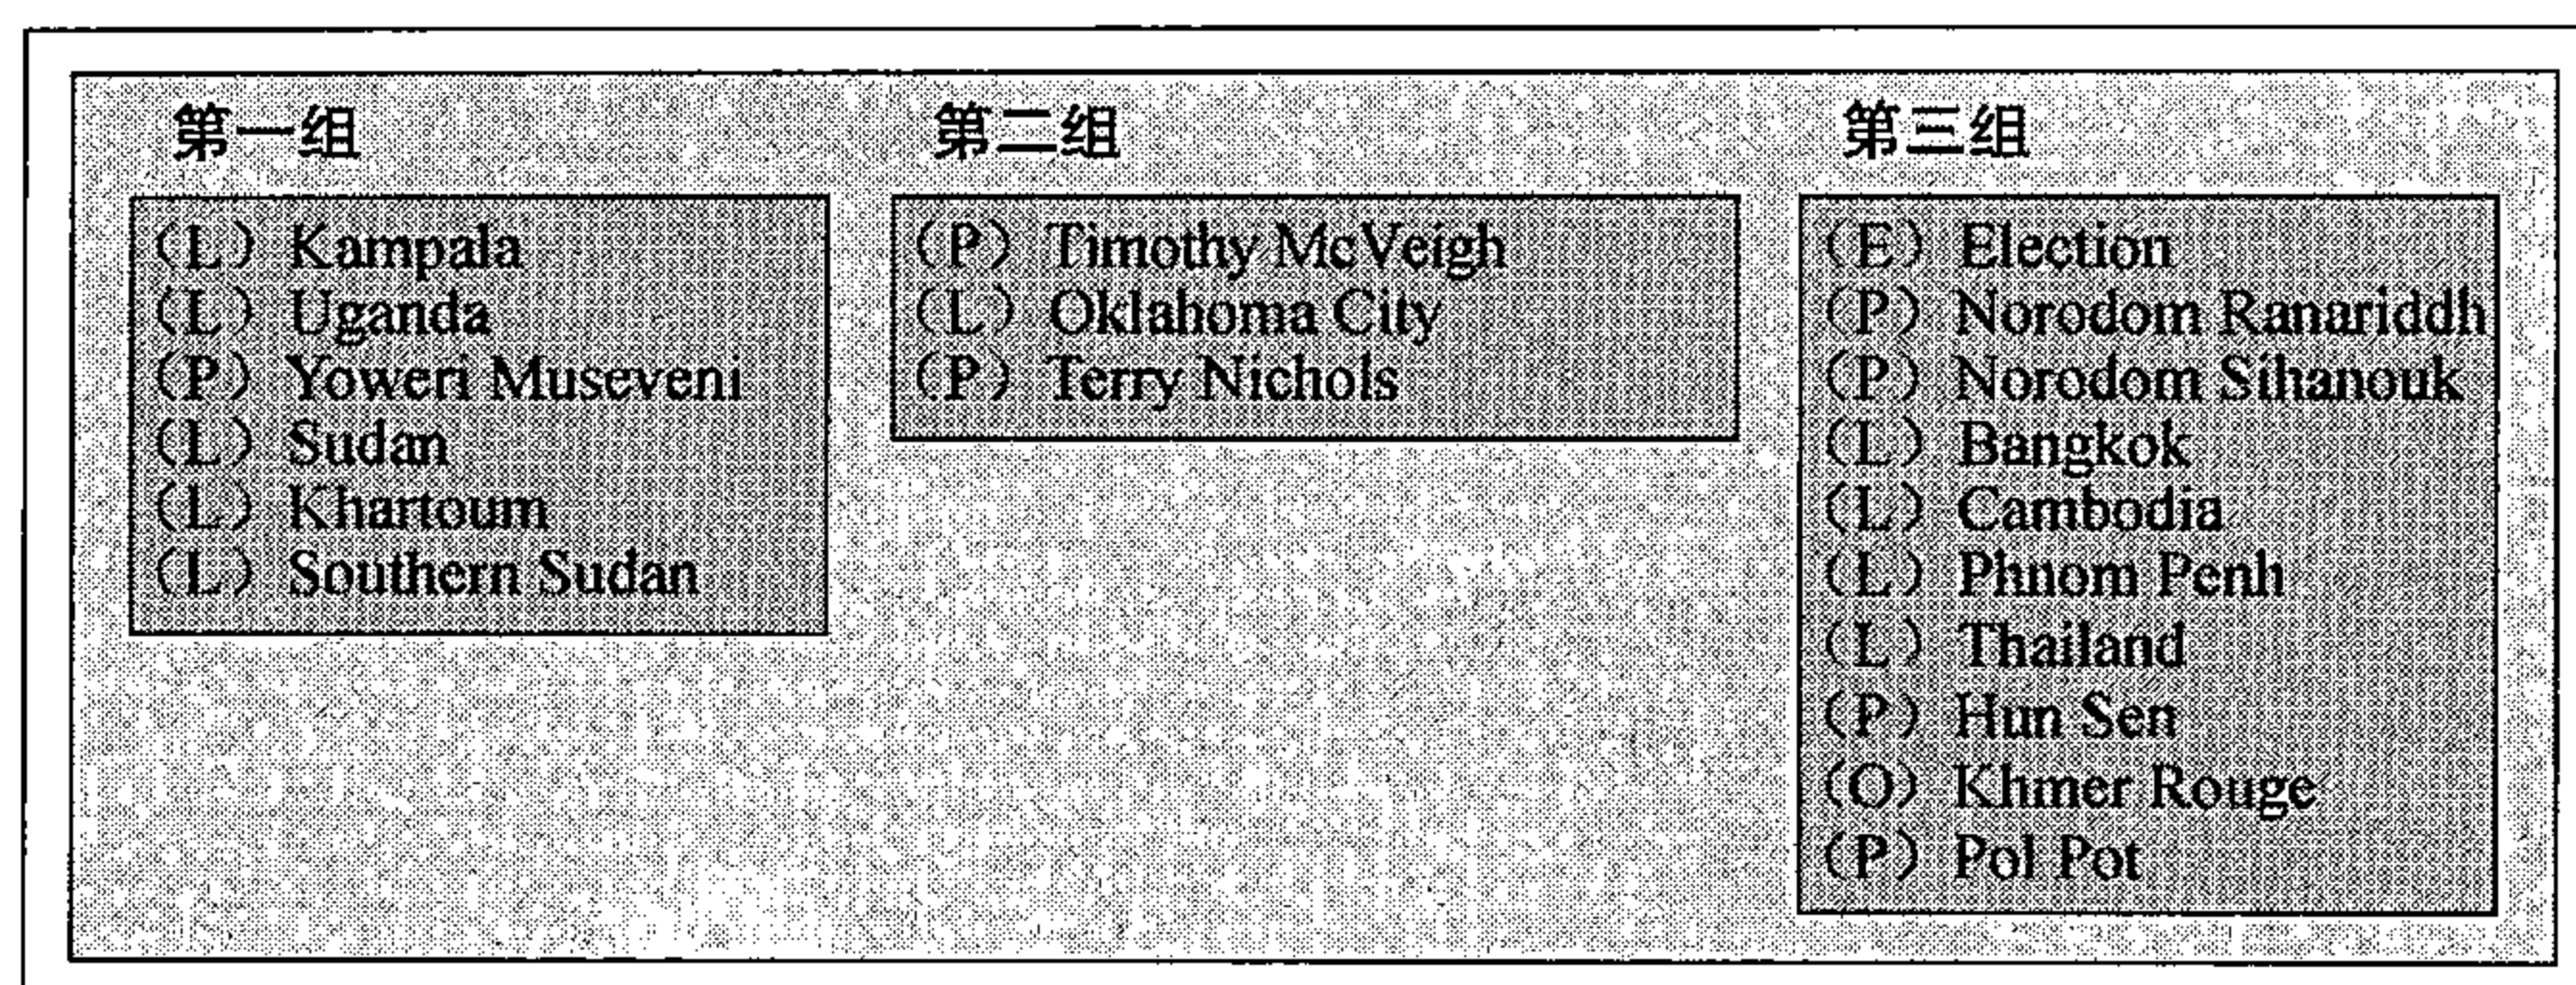 第一组
(L) Kampala
(L) Uganda
(P) Yoweri Museveni
(L) Sudan
(L) Khartoum
(L) Southern Sudan
第二组
(P) Timothy McVeigh
(L) Oklahoma City
(P) Terry Nichols
第三组
(E) Election
(P) Norodom Ranariddh
(P) Norodom Sihanouk
(L) Bangkok
(L) Cambodia
(L) Phnom Penh
(L) Thailand
(P) Hun Sen
(O) Khmer Rouge
(P) Pol Pot